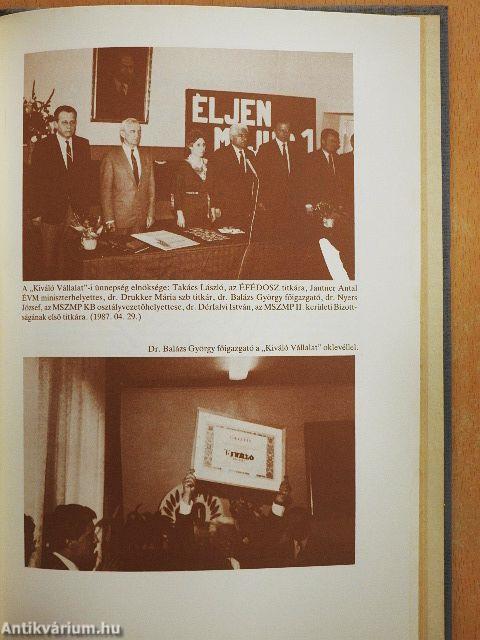 ÉLJEN
MÁJUS 1
A „Kiváló Vállalat”-i ünnepség elnöksége: Takács László, az ÉFÉDOSZ titkára, Jantner Antal
ÉVM miniszterhelyettes, dr. Drukker Mária szb titkár, dr. Balázs György főigazgató, dr. Nyers
József, az MSZMP KB osztályvezetőhelyettese, dr. Dérfalvi István, az MSZMP II. kerületi Bizott-
ságának első titkára. (1987. 04. 29.)
Dr. Balázs György főigazgató a „Kiváló Vállalat” oklevéllel.
KIVÁLÓ
Antikvárium.hu